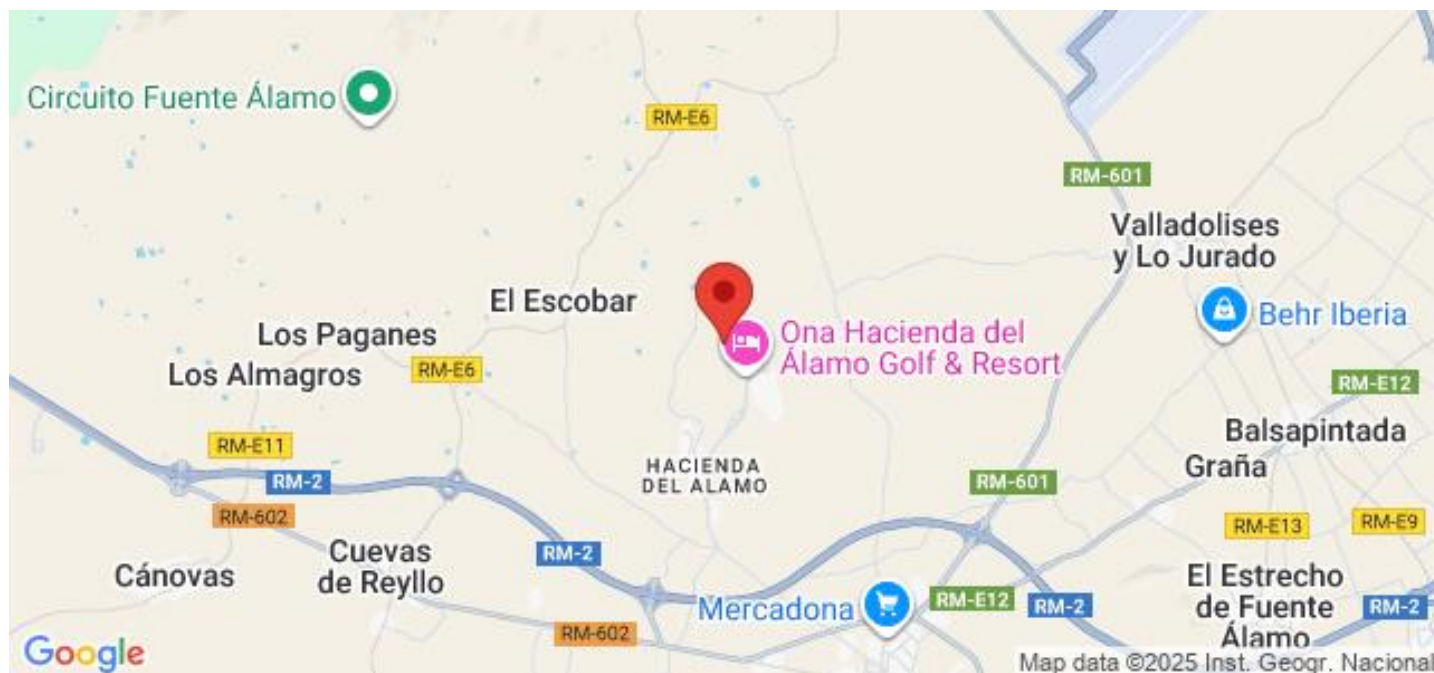 Circuito Fuente Álamo
RM-E6
RM-601
Valladolises
y Lo Jurado
El Escobar
Behr Iberia
Los Paganes
Ona Hacienda del
Álamo Golf & Resort
Los Almagros
RM-E6
RM-E12
RM-E11
Balsapintada
HACIENDA
DEL ALAMO
Graña
RM-2
RM-601
RM-602
RM-E13
RM-E9
Cuevas
de Reyllo
RM-2
Cánovas
El Estrecho
de Fuente
Álamo
Mercadona
RM-E12
RM-2
RM-2
RM-602
Google
Map data ©2025 Inst. Geogr. Nacional